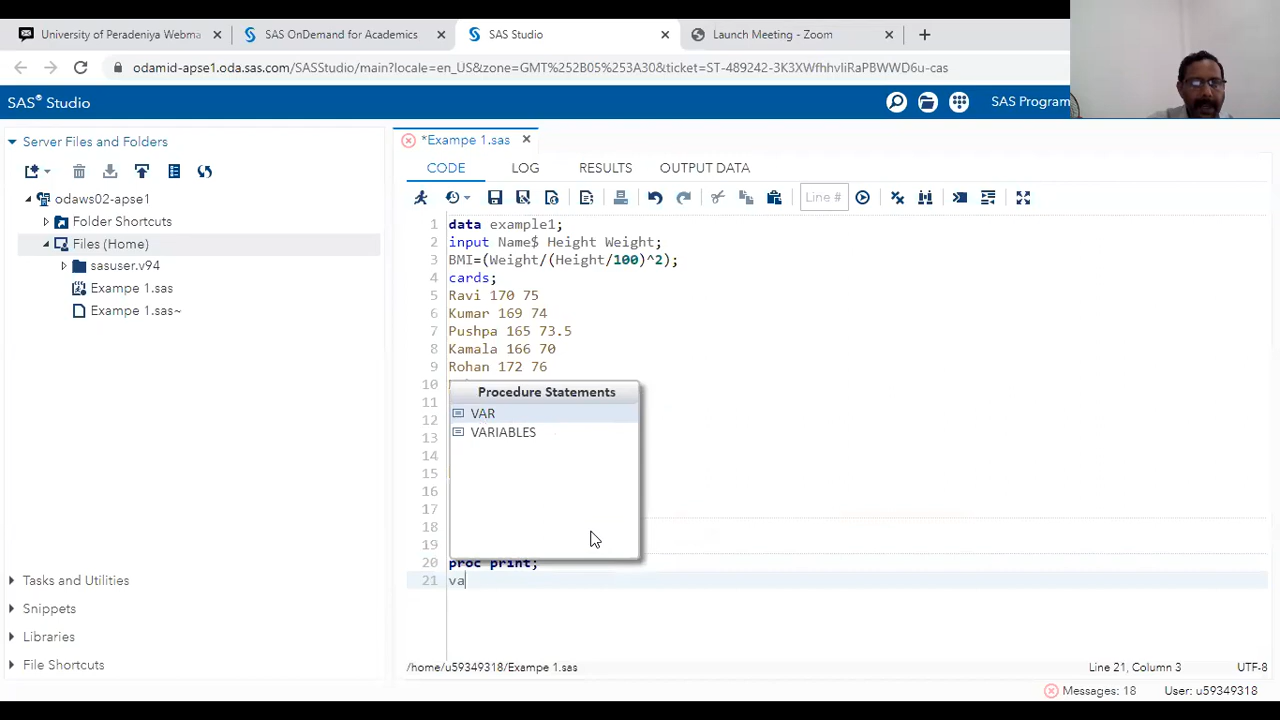 University of Peradeniya Webma
SAS OnDemand for Academics
SAS Studio
Launch Meeting - Zoom
odamid-apse1.oda.sas.com/SASStudio/main?locale=en_US&zone=GMT%252B05%253A30&ticket=ST-489242-3K3XWfhhvIiRaPBWWD6u-cas
SAS® Studio
SAS Program
Server Files and Folders
odaws02-apse1
Folder Shortcuts
Files (Home)
sasuser.v94
Exampe 1.sas
Exampe 1.sas~
Tasks and Utilities
Snippets
Libraries
File Shortcuts
*Exampe 1.sas
CODE LOG RESULTS OUTPUT DATA
Line #
1 data example1;
2 input Name$ Height Weight;
3 BMI=(Weight/(Height/100)^2);
4 cards;
5 Ravi 170 75
6 Kumar 169 74
7 Pushpa 165 73.5
8 Kamala 166 70
9 Rohan 172 76
10
11
12
13
14
15
16
17
18
19
20 proc print;
21 va
Procedure Statements
VAR
VARIABLES
/home/u59349318/Exampe 1.sas
Line 21, Column 3
UTF-8
Messages: 18
User: u59349318